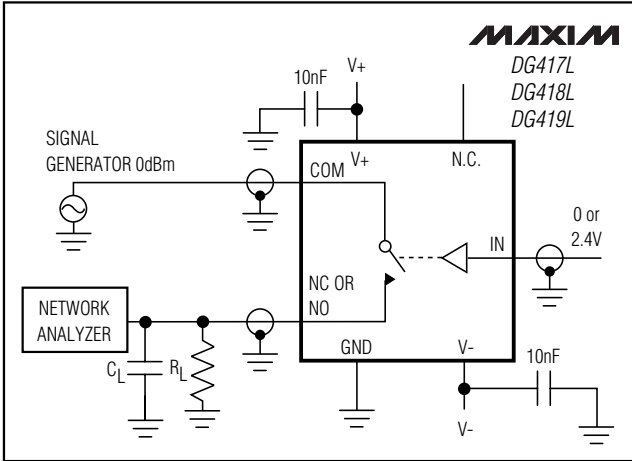 MAXIM
DG417L
DG418L
DG419L
10nF
V+
SIGNAL
GENERATOR 0dBm
COM
V+
N.C.
0 or
2.4V
IN
NC OR
NO
NETWORK
ANALYZER
CL
RL
GND
V-
10nF
V-